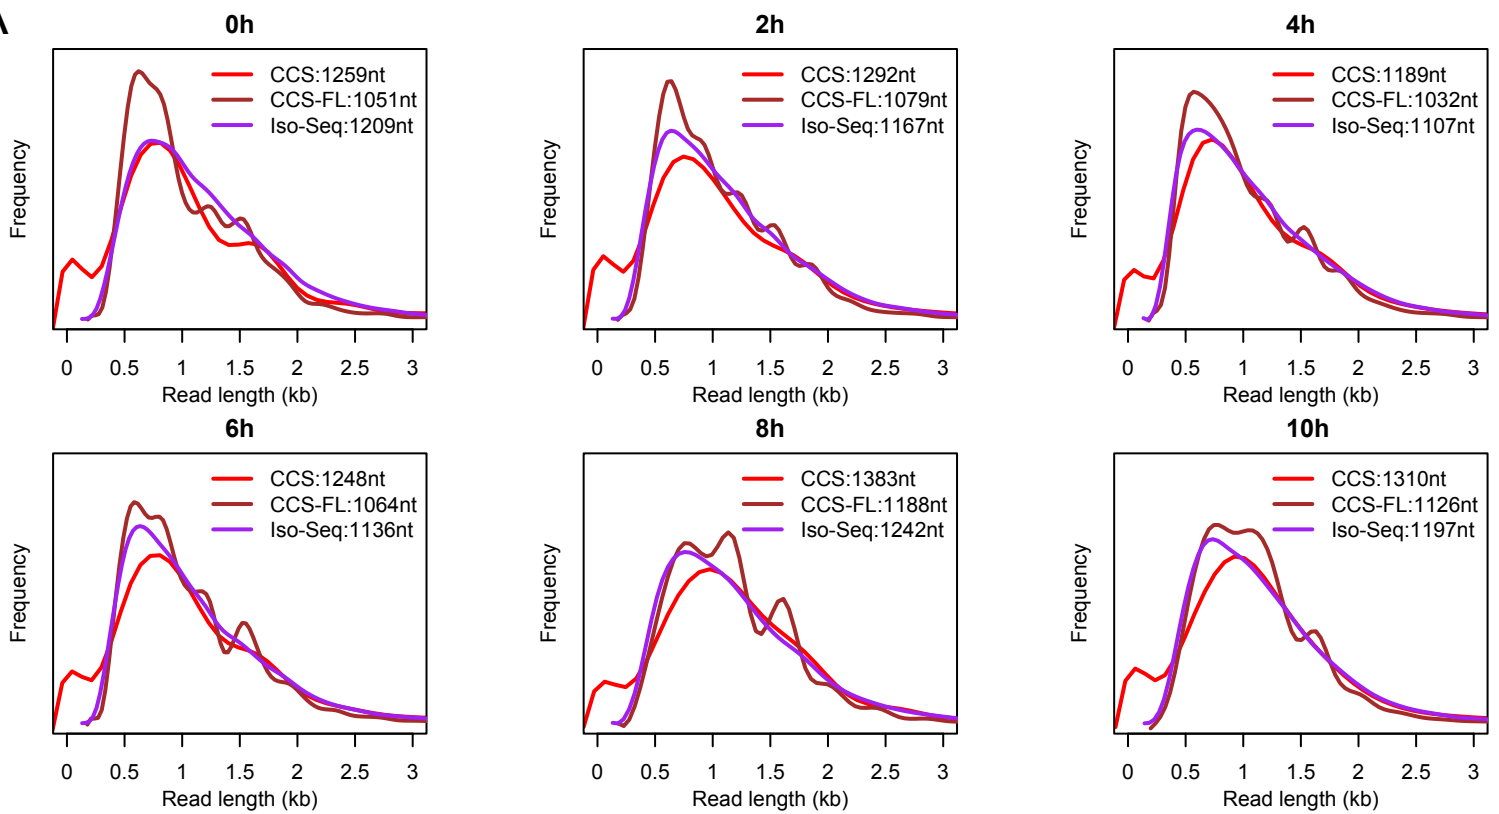 A
0h
2h
4h
CCS:1259nt
CCS-FL:1051nt
Iso-Seq:1209nt
CCS:1292nt
CCS-FL:1079nt
Iso-Seq:1167nt
CCS:1189nt
CCS-FL:1032nt
Iso-Seq:1107nt
Frequency
Frequency
Frequency
0 0.5 1 1.5 2 2.5 3
0 0.5 1 1.5 2 2.5 3
0 0.5 1 1.5 2 2.5 3
Read length (kb)
Read length (kb)
Read length (kb)
6h
8h
10h
CCS:1248nt
CCS-FL:1064nt
Iso-Seq:1136nt
CCS:1383nt
CCS-FL:1188nt
Iso-Seq:1242nt
CCS:1310nt
CCS-FL:1126nt
Iso-Seq:1197nt
Frequency
Frequency
Frequency
0 0.5 1 1.5 2 2.5 3
0 0.5 1 1.5 2 2.5 3
0 0.5 1 1.5 2 2.5 3
Read length (kb)
Read length (kb)
Read length (kb)